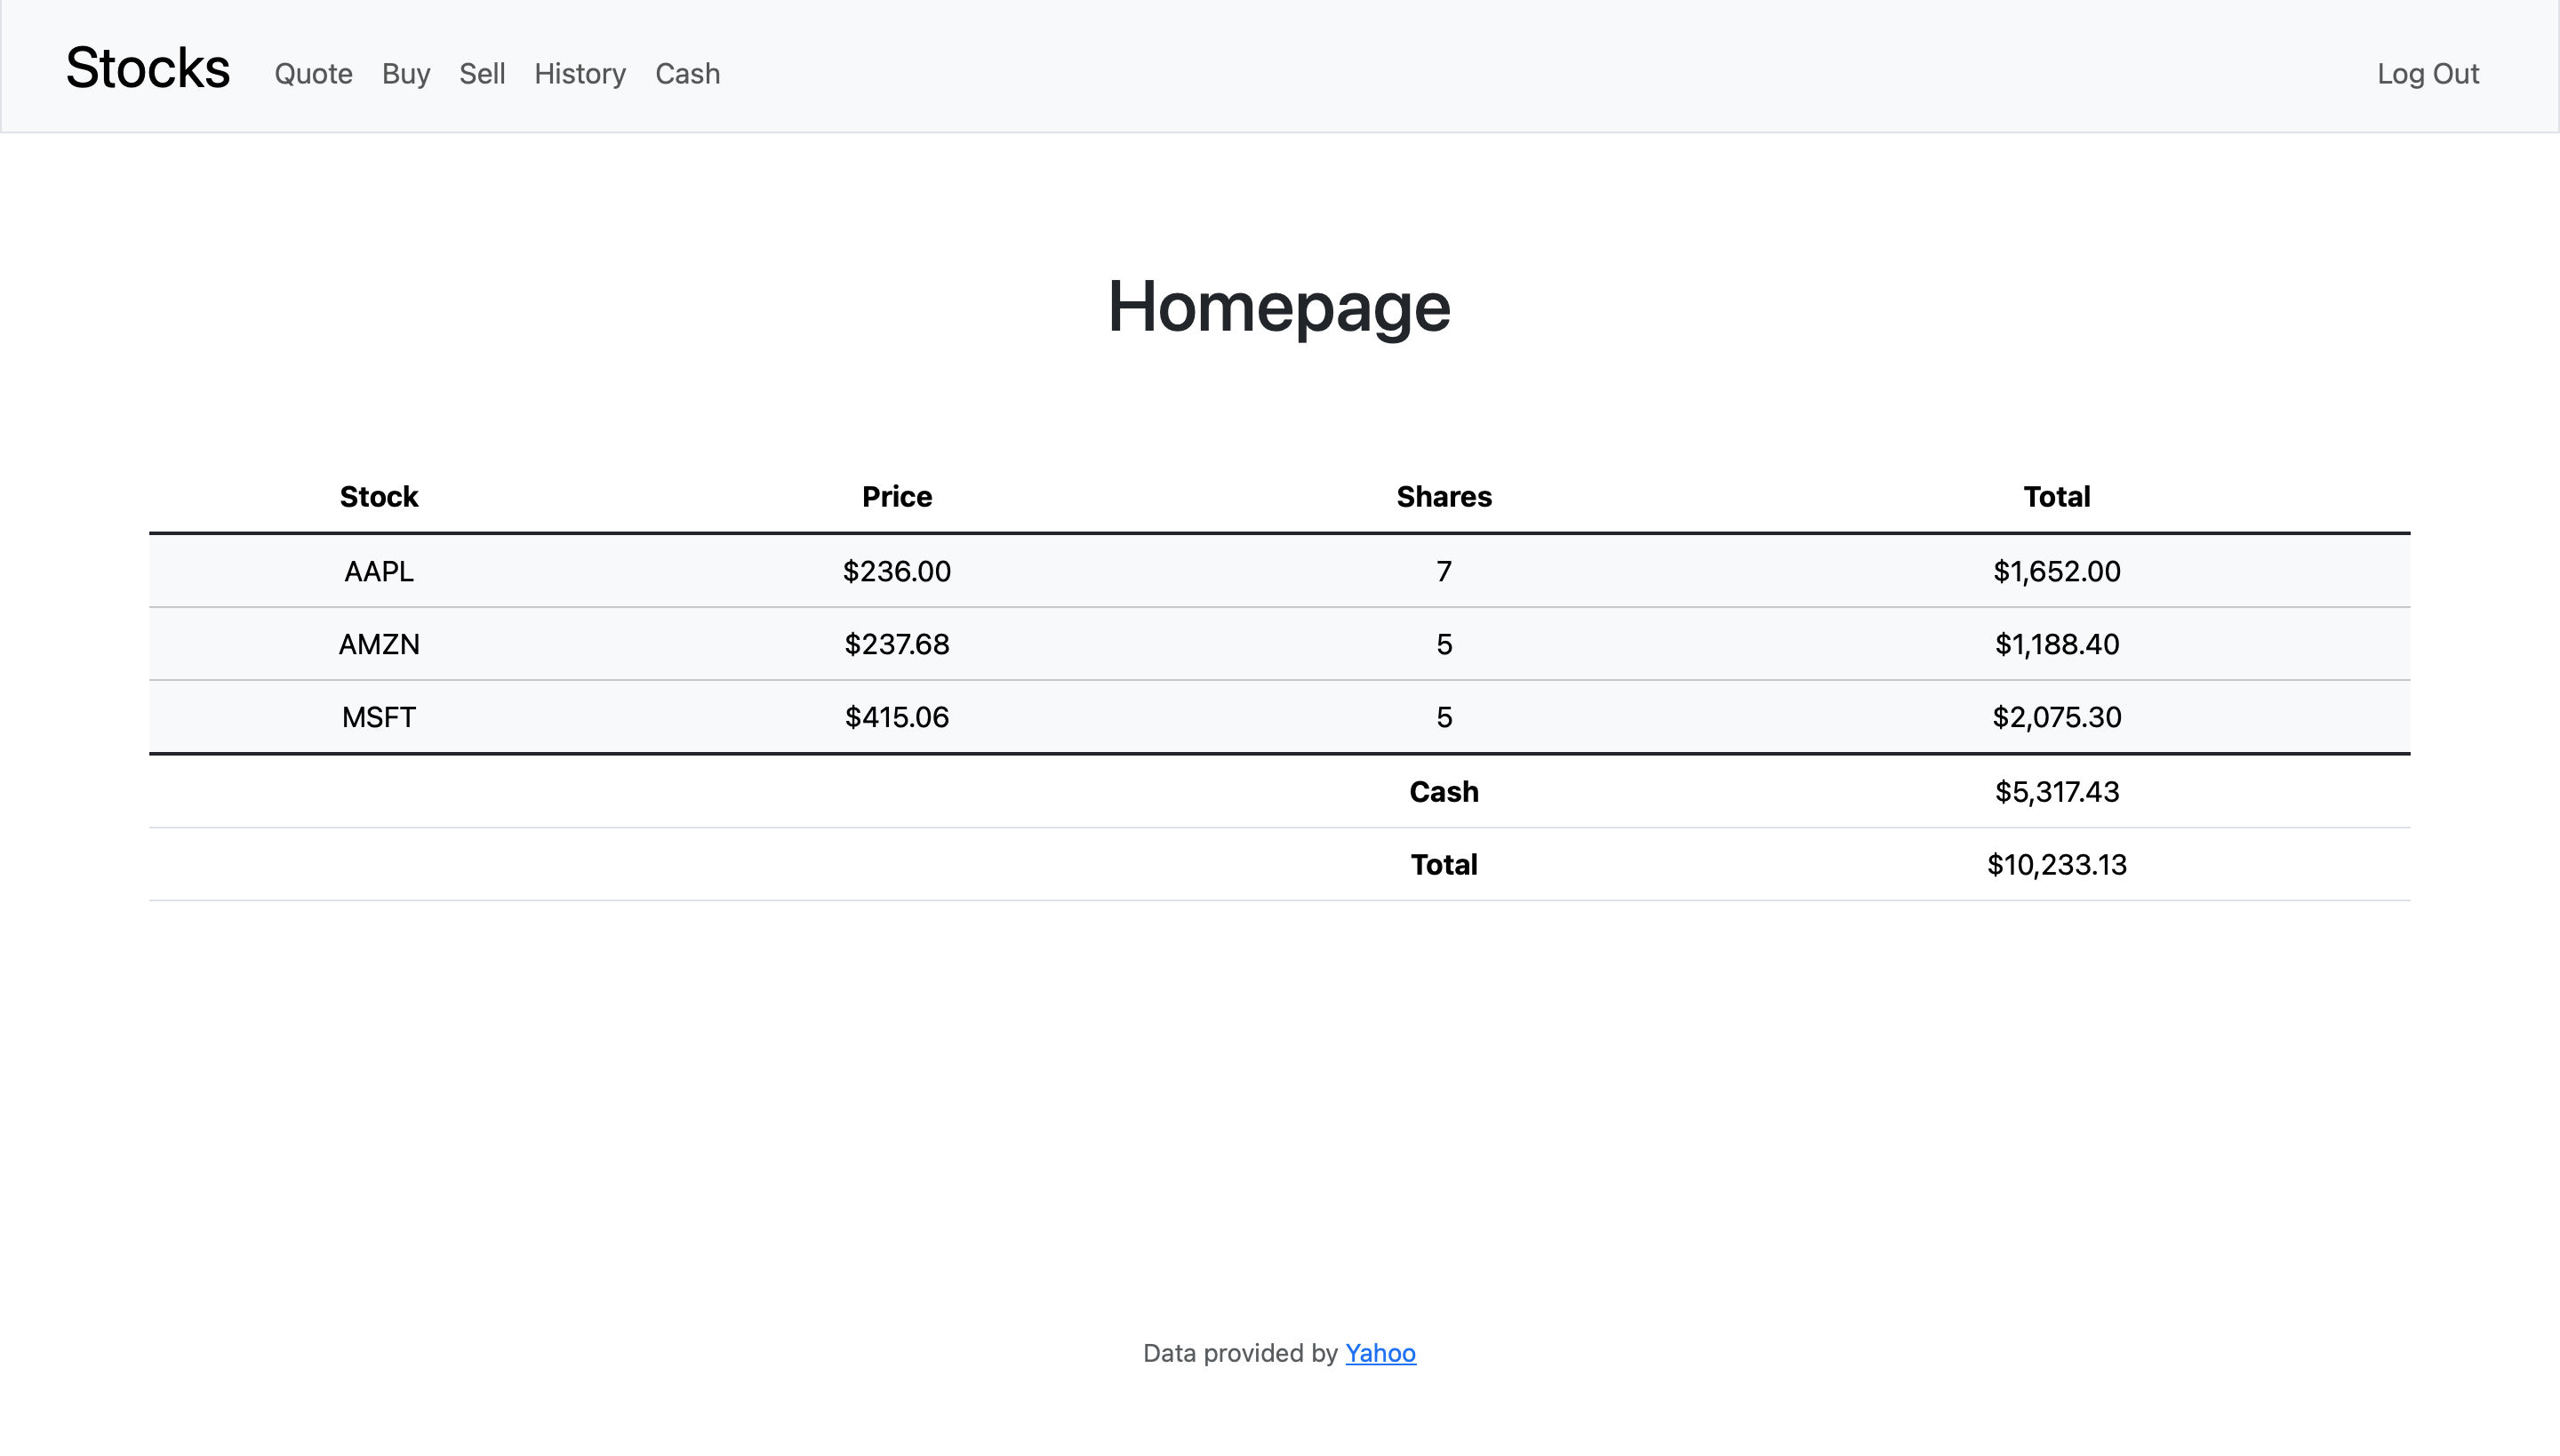 Stocks Quote Buy Sell History Cash Log Out
Homepage
Stock Price Shares Total
AAPL $236.00 7 $1,652.00
AMZN $237.68 5 $1,188.40
MSFT $415.06 5 $2,075.30
Cash $5,317.43
Total $10,233.13
Data provided by Yahoo